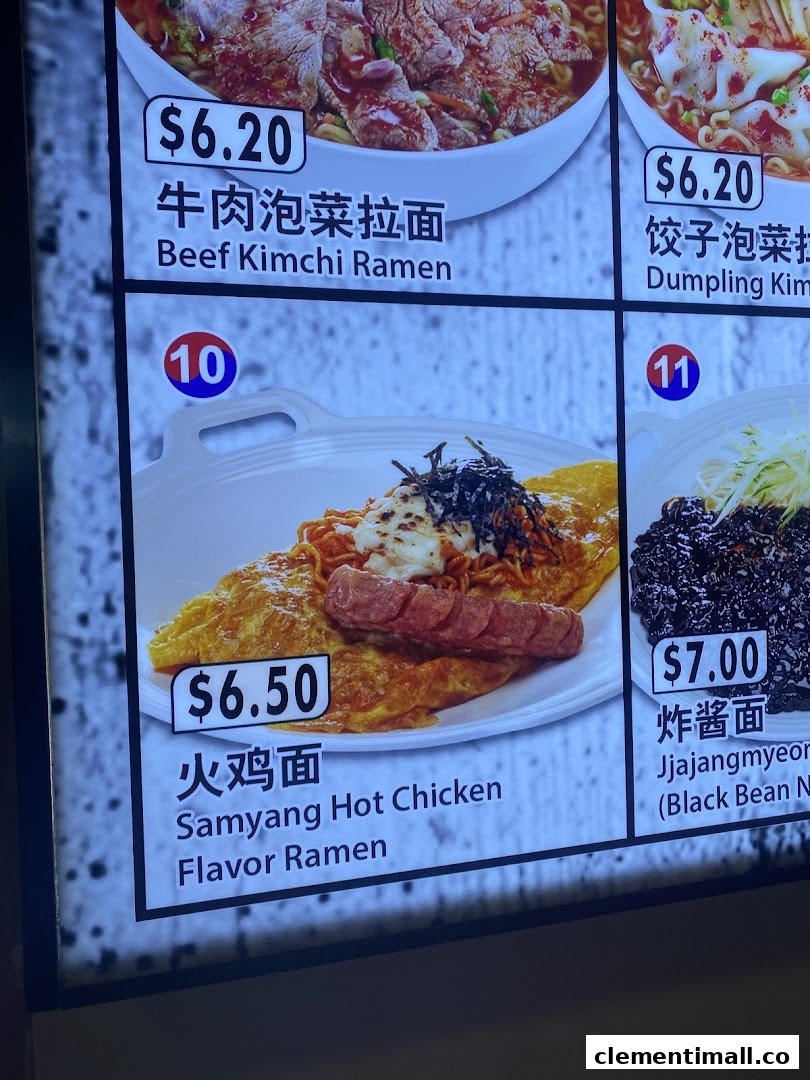 $6.20
牛肉泡菜拉面
Beef Kimchi Ramen
$6.20
饺子泡菜
Dumpling
10
$6.50
火鸡面
Samyang Hot Chicken
Flavor Ramen
11
$7.00
炸酱面
Jjajangmyeon
(Black Bean
clementimall.co